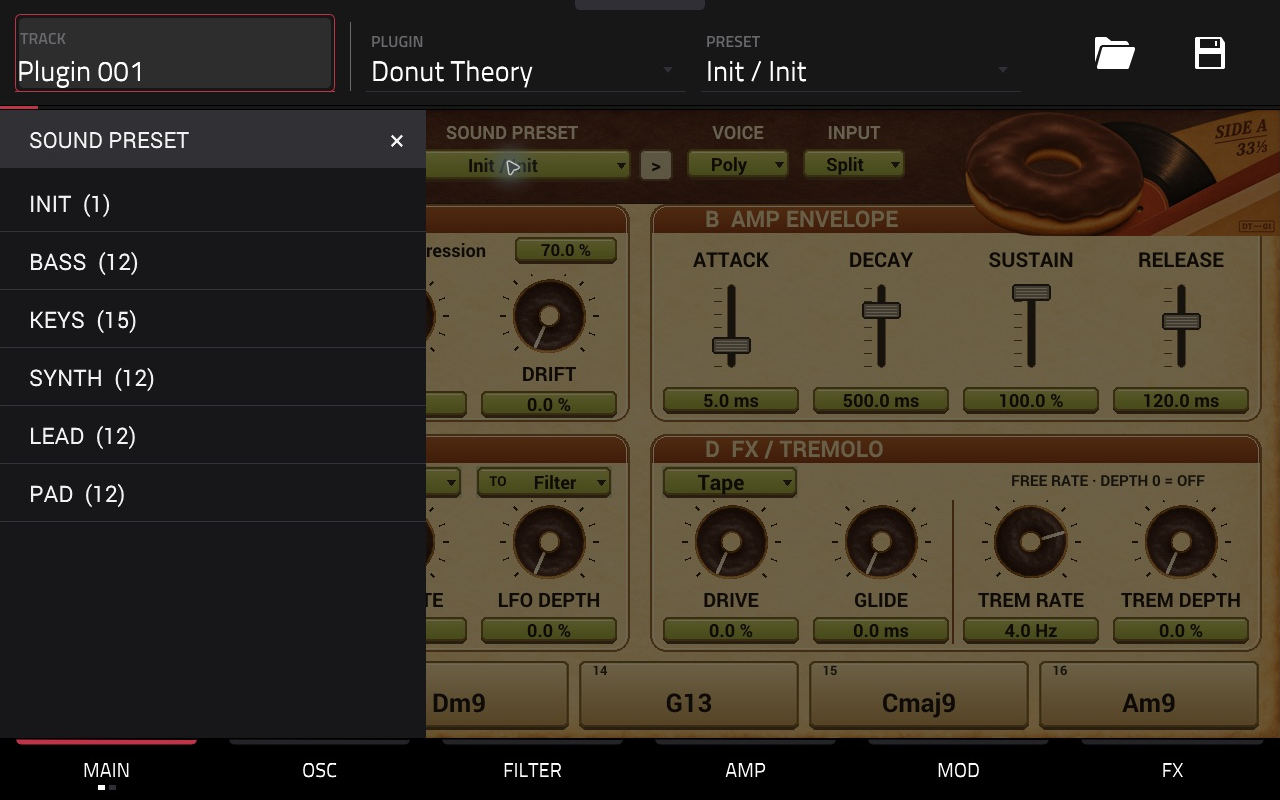 TRACK
Plugin 001
PLUGIN
Donut Theory
PRESET
Init / Init
SOUND PRESET
INIT (1)
BASS (12)
KEYS (15)
SYNTH (12)
LEAD (12)
PAD (12)
SOUND PRESET
Init / Init
>
VOICE
Poly
INPUT
Split
SIDE A
33⅓
DT-01
ression
70.0 %
DRIFT
0.0 %
B AMP ENVELOPE
ATTACK
DECAY
SUSTAIN
RELEASE
5.0 ms
500.0 ms
100.0 %
120.0 ms
TO Filter
TE
LFO DEPTH
0.0 %
D FX / TREMOLO
Tape
FREE RATE · DEPTH 0 = OFF
DRIVE
GLIDE
TREM RATE
TREM DEPTH
0.0 %
0.0 ms
4.0 Hz
0.0 %
Dm9
14
G13
15
Cmaj9
16
Am9
MAIN
OSC
FILTER
AMP
MOD
FX